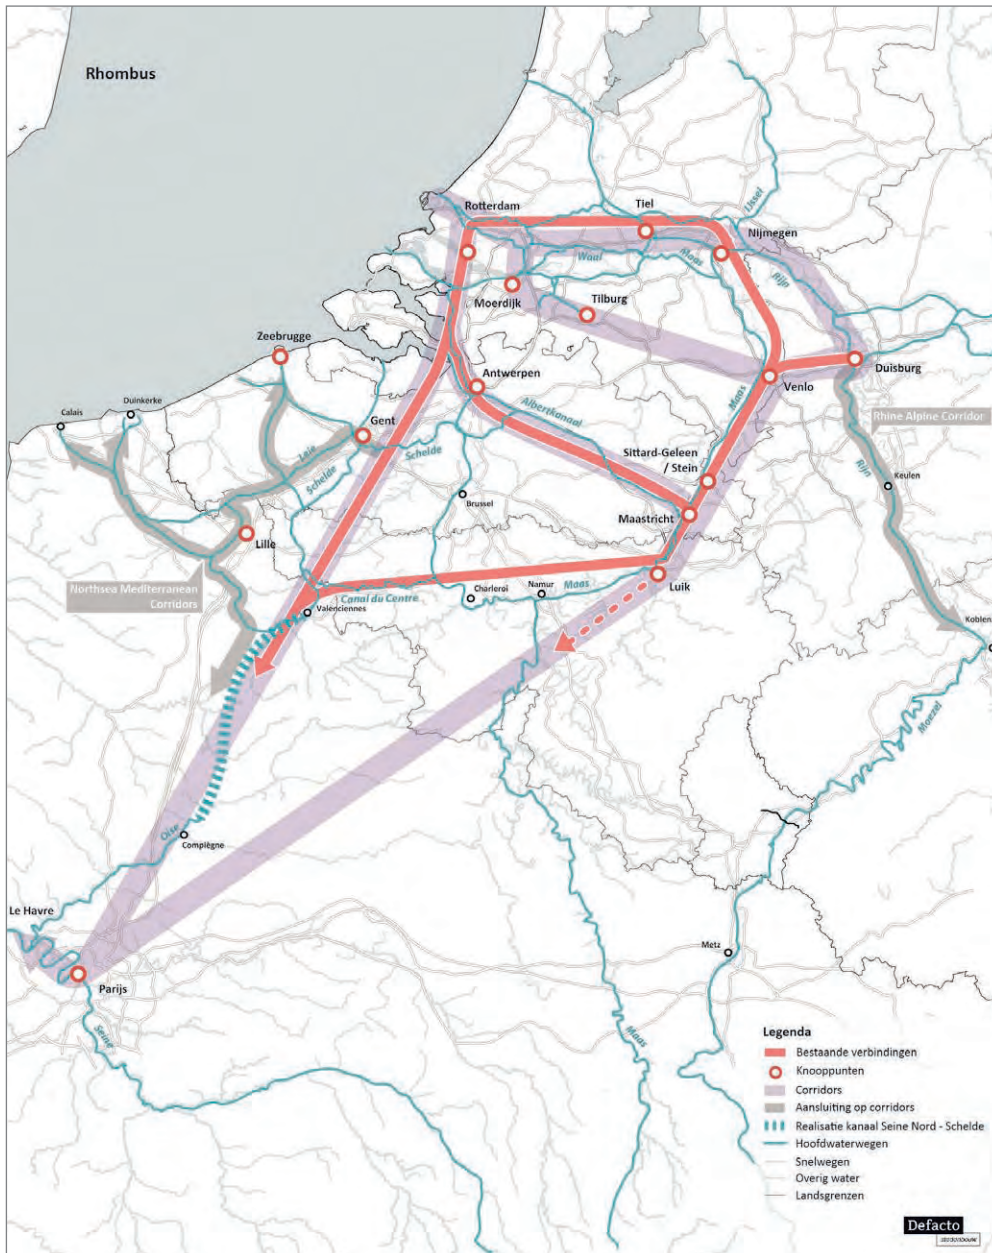 Rhombus
Rotterdam
Tiel
IJssel
Nijmegen
Maas
Waal
Rijn
Moerdijk
Tilburg
Zeebrugge
Duisburg
Antwerpen
Venlo
Maas
Calais
Duinkerke
Albertkanaal
Rhine Alpine Corridor
Gent
Leie
Schelde
Schelde
Sittard-Geleen
/ Stein
Rijn
Keulen
Brussel
Maastricht
Lille
Northsea Mediterranean
Corridors
Luik
Namur
Maas
Charleroi
Canal du Centre
Valenciennes
Koblen
Moezel
Oise
Compiègne
Le Havre
Metz
Parijs
Seine
Maas
Legenda
Bestaande verbindingen
Knooppunten
Corridors
Aansluiting op corridors
Realisatie kanaal Seine Nord - Schelde
Hoofdwaterwegen
Snelwegen
Overig water
Landsgrenzen
Defacto
stedenbouw